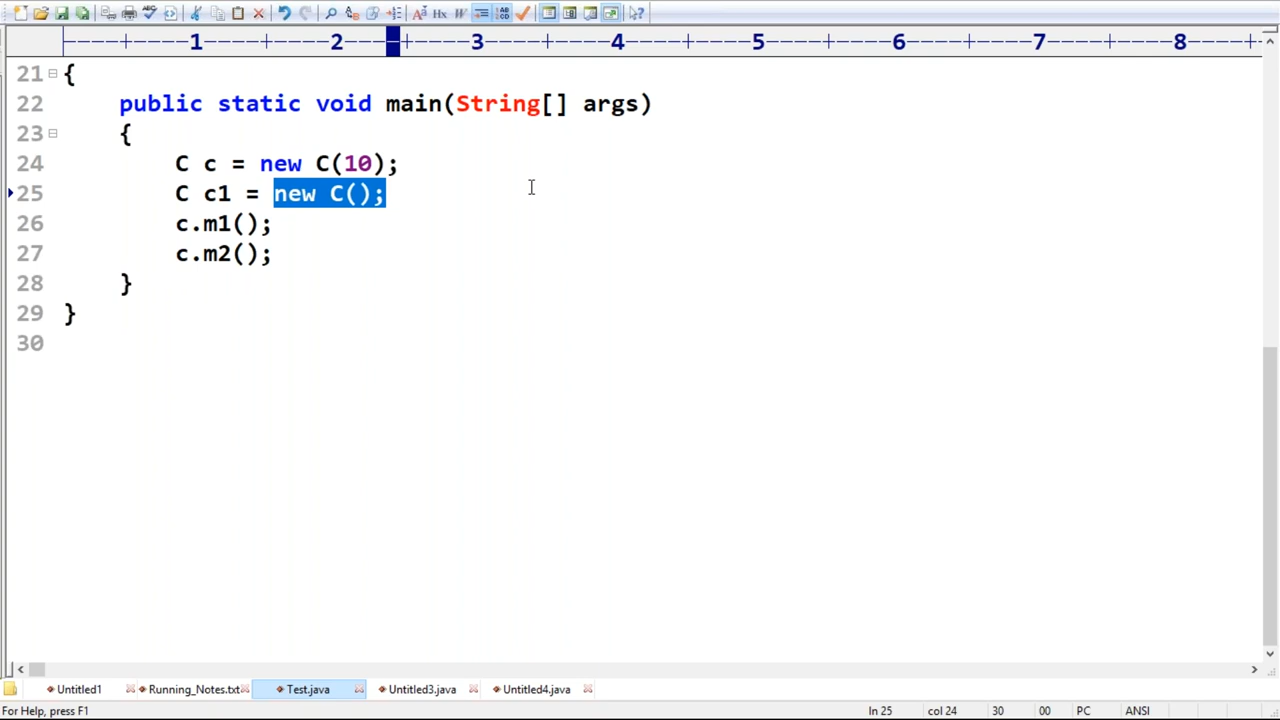 ----+----1----+----2----+----3----+----4----+----5----+----6----+----7----+----8----+
21 {
22 public static void main(String[] args)
23 {
24 C c = new C(10);
25 C c1 = new C();
26 c.m1();
27 c.m2();
28 }
29 }
30
Untitled1 Running_Notes.txt Test.java Untitled3.java Untitled4.java
For Help, press F1 ln 25 col 24 30 00 PC ANSI